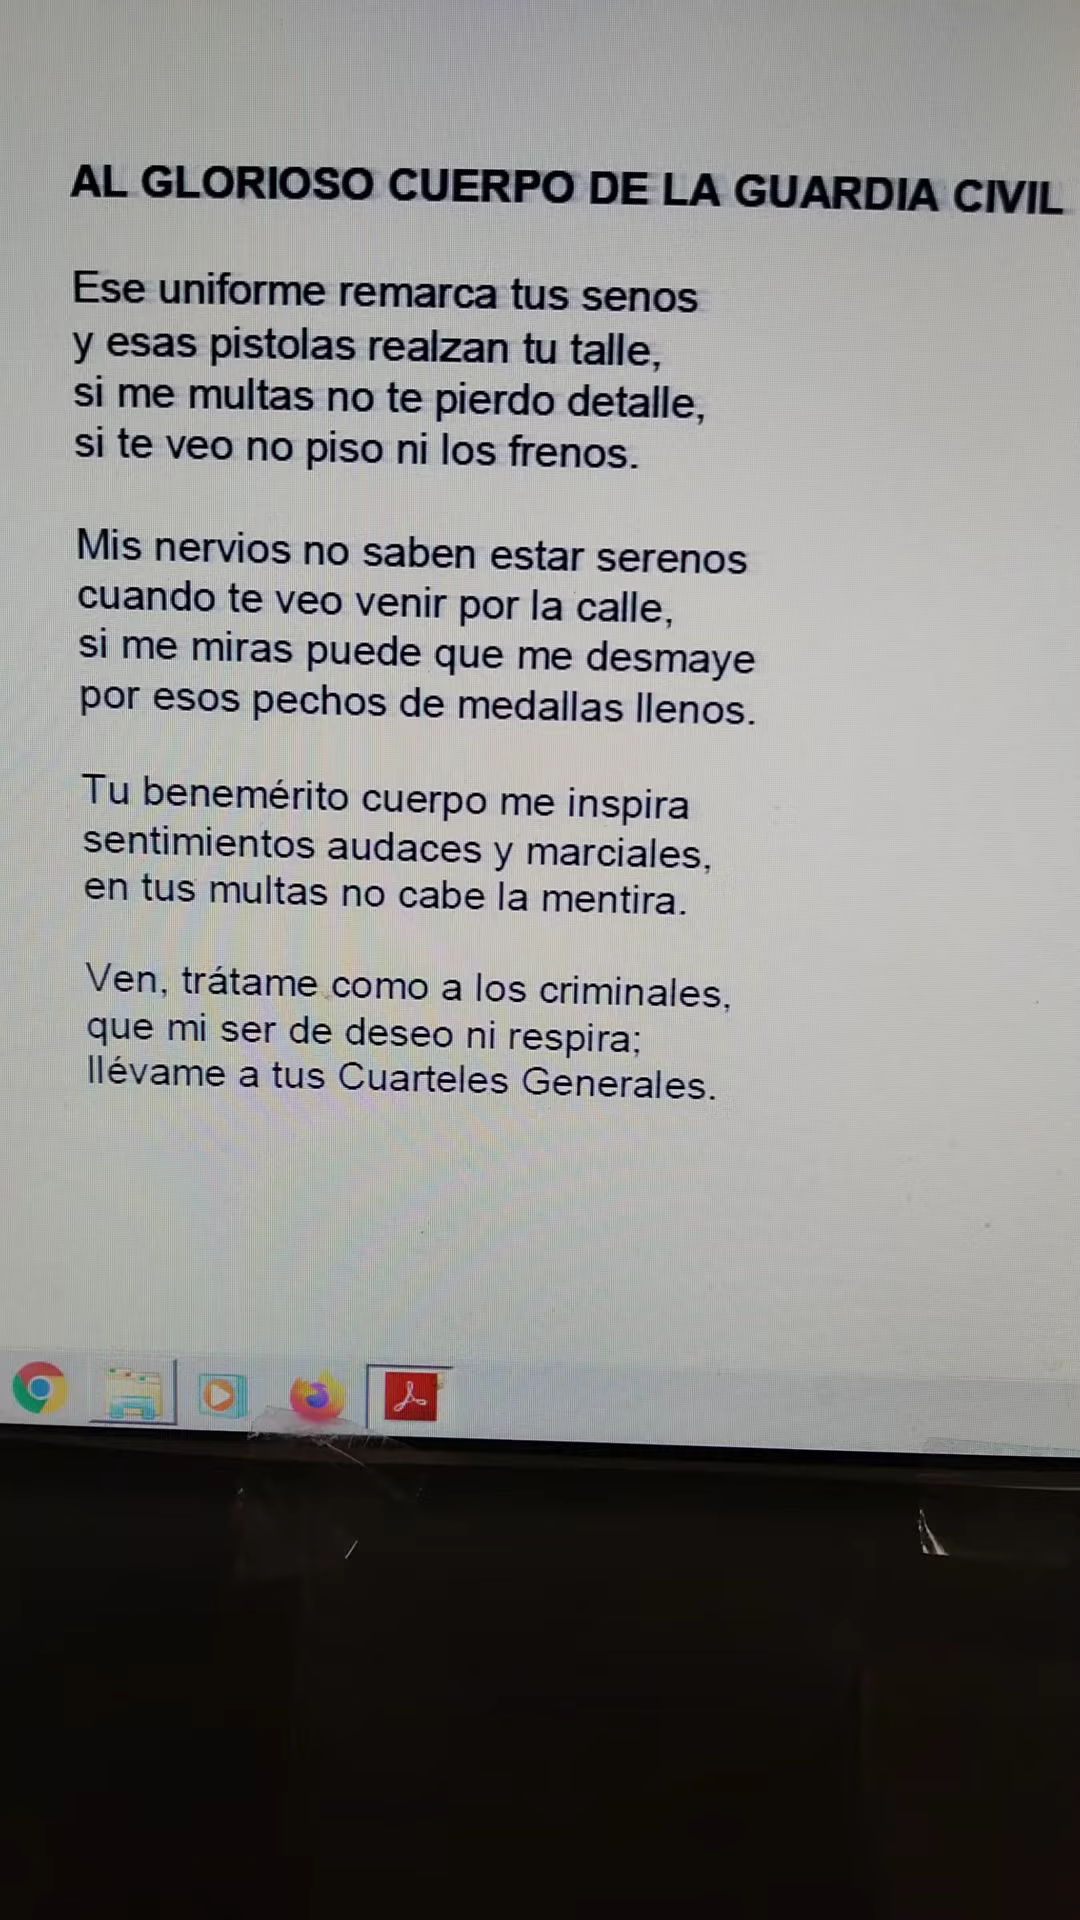 AL GLORIOSO CUERPO DE LA GUARDIA CIVIL
Ese uniforme remarca tus senos
y esas pistolas realzan tu talle,
si me multas no te pierdo detalle,
si te veo no piso ni los frenos.
Mis nervios no saben estar serenos
cuando te veo venir por la calle,
si me miras puede que me desmaye
por esos pechos de medallas llenos.
Tu benemérito cuerpo me inspira
sentimientos audaces y marciales,
en tus multas no cabe la mentira.
Ven, trátame como a los criminales,
que mi ser de deseo ni respira;
llévame a tus Cuarteles Generales.